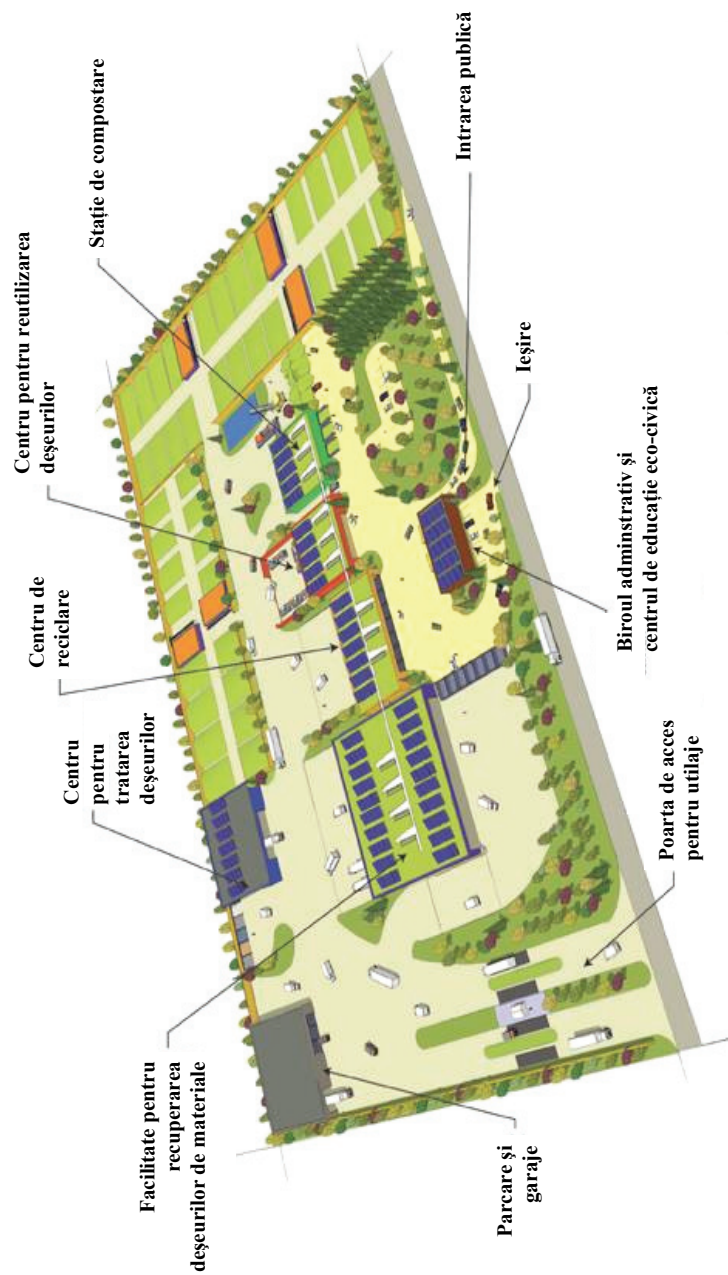 Facilitate pentru
recuperarea
deșeurilor de materiale
Centru
pentru
tratarea
deșeurilor
Centru de
reciclare
Centru pentru reutilizarea
deșeurilor
Stație de compostare
Parcare și
garaje
Poarta de acces
pentru utilaje
Biroul adminstrativ și
centrul de educație eco-civică
Ieșire
Intrarea publică